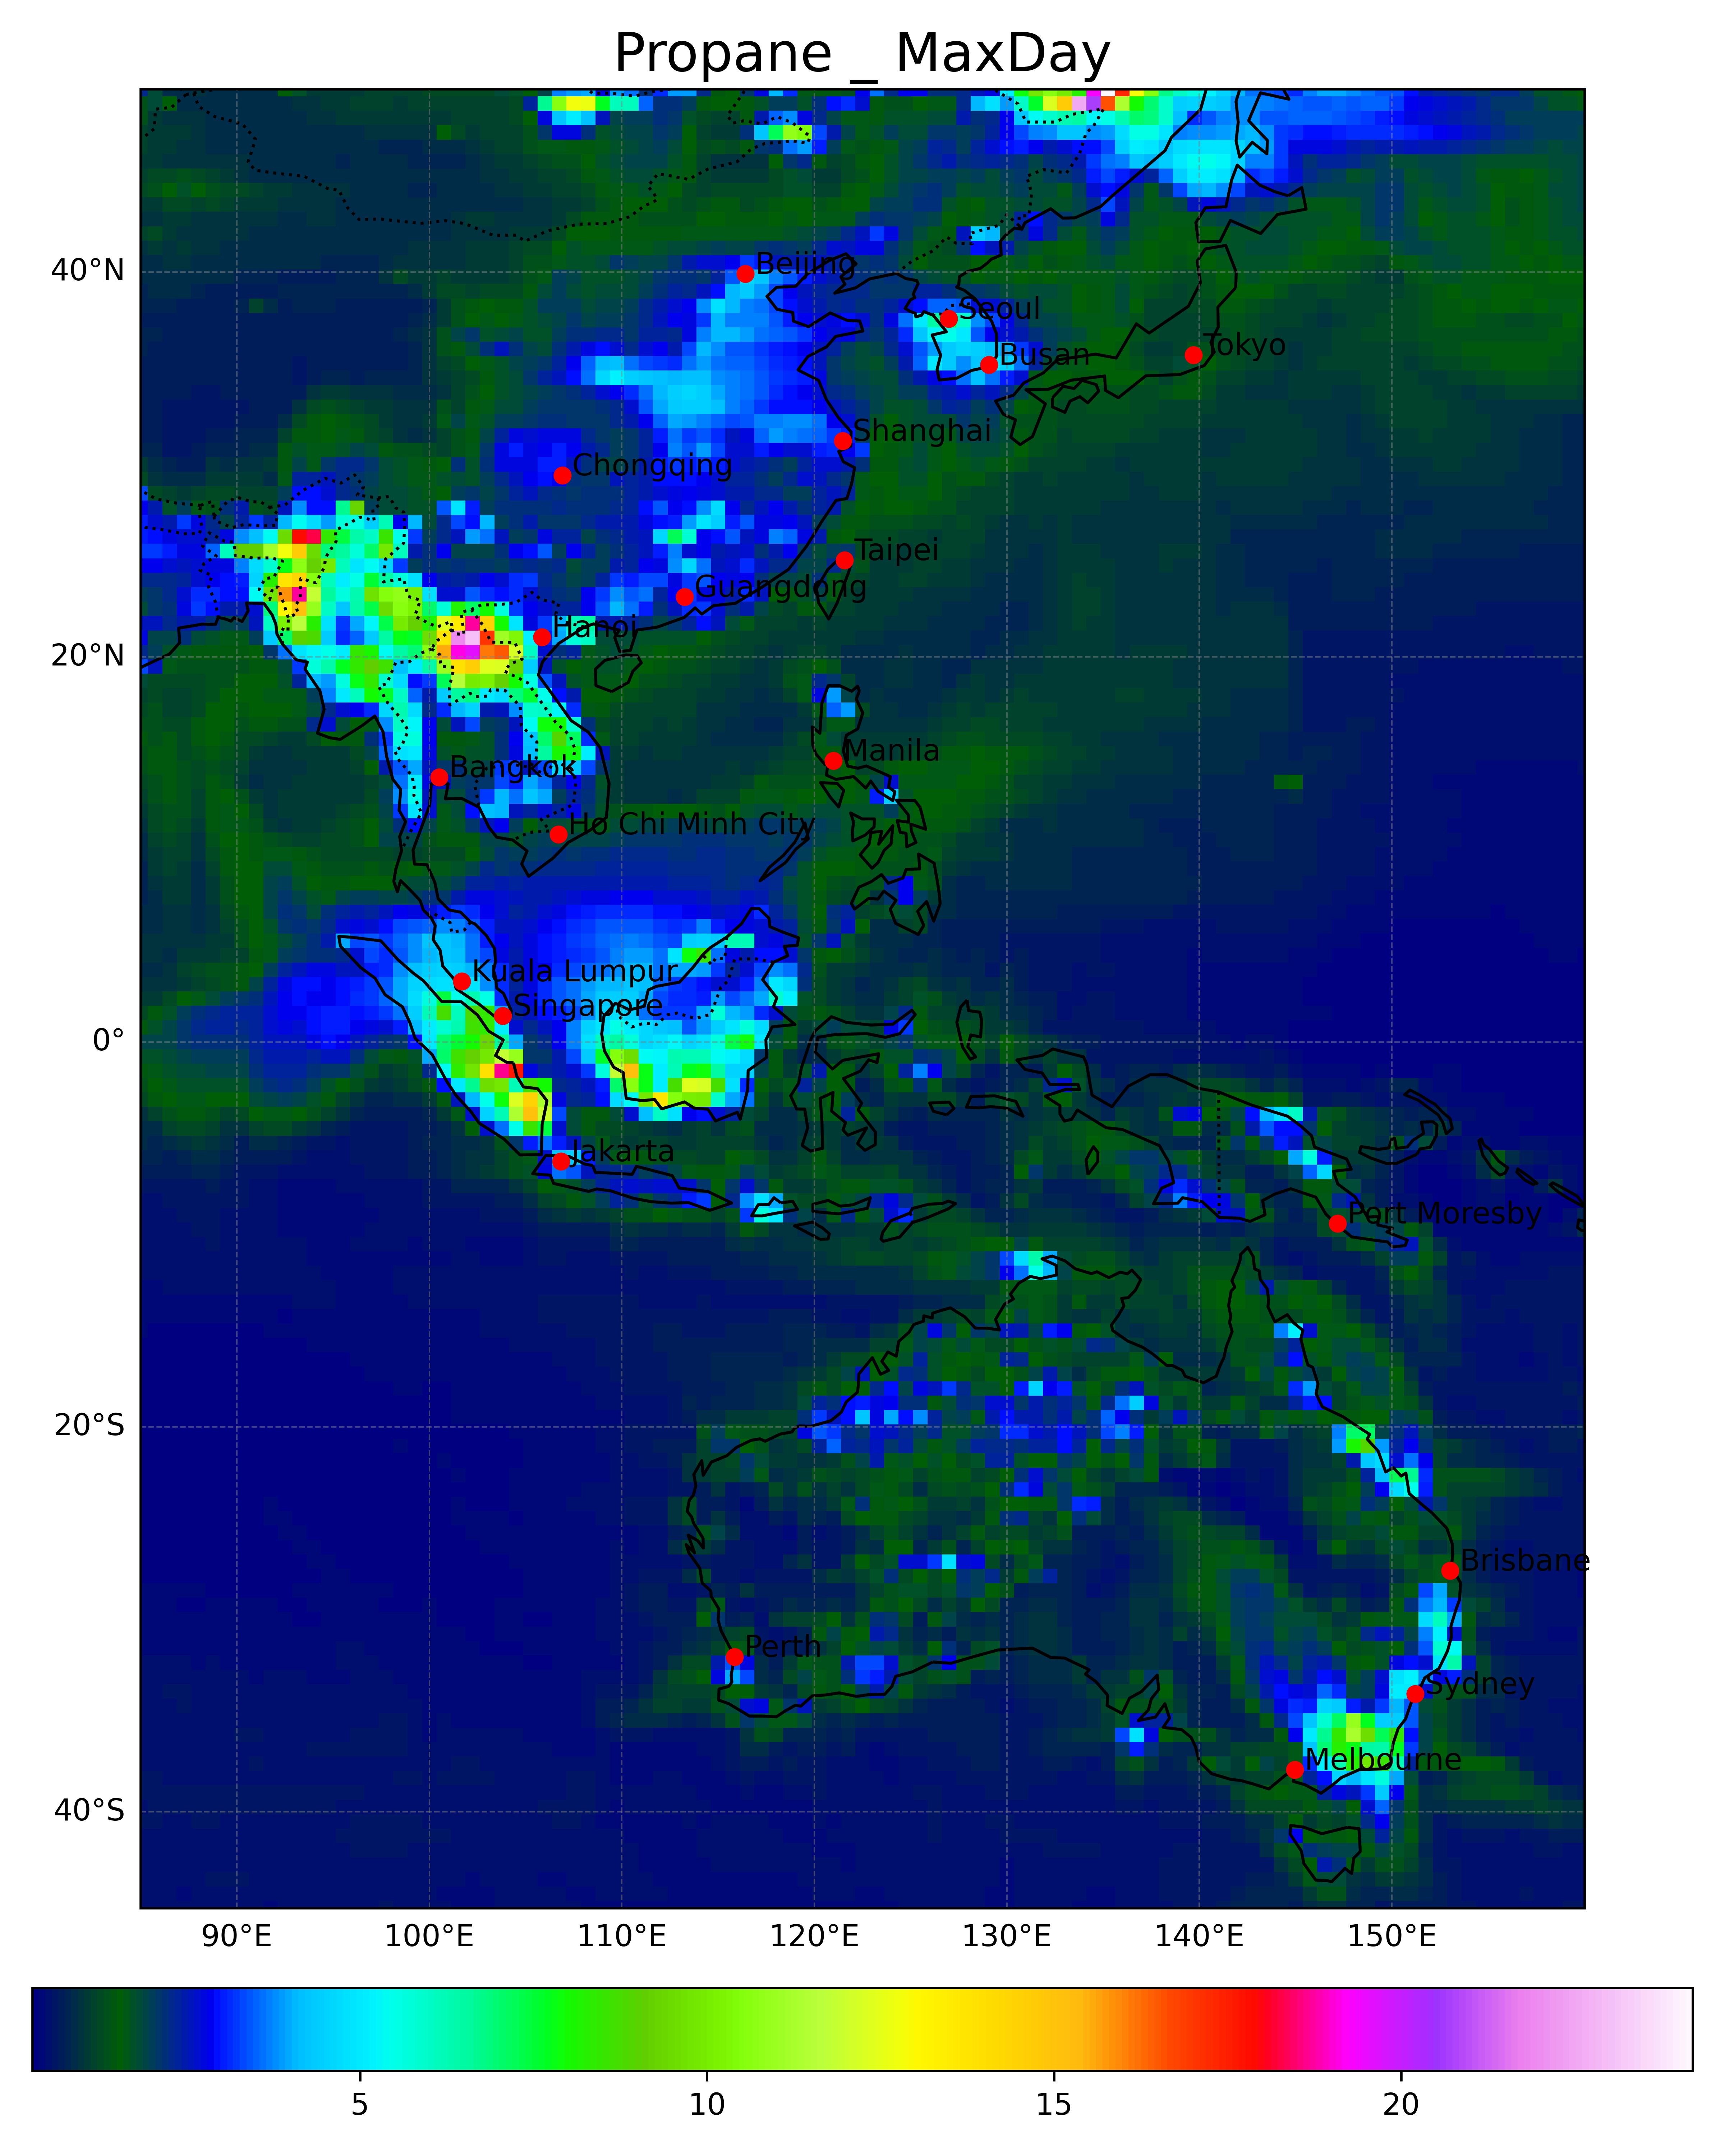 Propane _ MaxDay
40°N
20°N
0°
20°S
40°S
Beijing
Seoul
Busan
Tokyo
Shanghai
Chongqing
Taipei
Guangdong
Hanoi
Manila
Bangkok
Ho Chi Minh City
Kuala Lumpur
Singapore
Jakarta
Port Moresby
Brisbane
Perth
Sydney
Melbourne
90°E 100°E 110°E 120°E 130°E 140°E 150°E
5 10 15 20